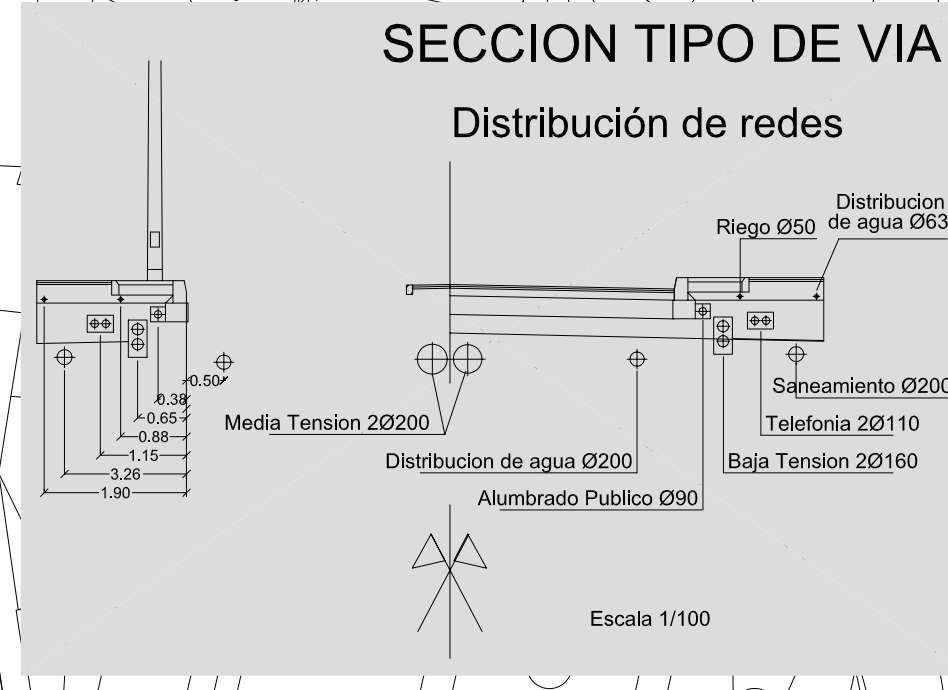 SECCION TIPO DE VIA
Distribución de redes
Distribucion
de agua Ø63
Riego Ø50
0.50
0.38
0.65
0.88
1.15
3.26
1.90
Media Tension 2Ø200
Saneamiento Ø200
Telefonia 2Ø110
Distribucion de agua Ø200
Baja Tension 2Ø160
Alumbrado Publico Ø90
Escala 1/100